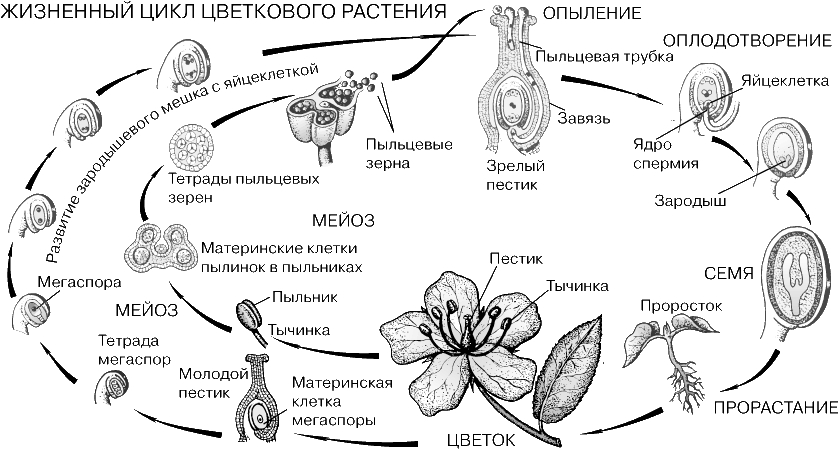 ЖИЗНЕННЫЙ ЦИКЛ ЦВЕТКОВОГО РАСТЕНИЯ
ОПЫЛЕНИЕ
Пыльцевая трубка
ОПЛОДОТВОРЕНИЕ
Яйцеклетка
Развитие зародышевого мешка с яйцеклеткой
Завязь
Пыльцевые
зерна
Ядро
спермия
Зрелый
пестик
Тетрады пыльцевых
зерен
Зародыш
МЕЙОЗ
Материнские клетки
пылинок в пыльниках
Пестик
СЕМЯ
Мегаспора
Тычинка
Пыльник
Проросток
МЕЙОЗ
Тычинка
Тетрада
мегаспор
Молодой
пестик
Материнская
клетка
мегаспоры
ПРОРАСТАНИЕ
ЦВЕТОК